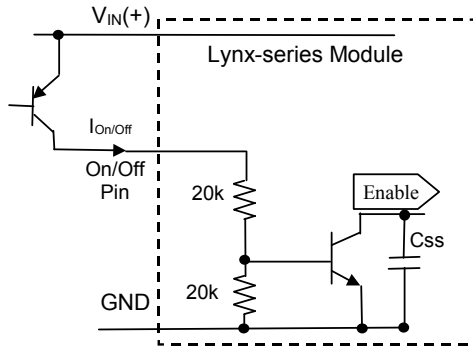 VIN(+)
Lynx-series Module
IOn/Off
On/Off
Pin
20k
Enable
20k
Css
GND